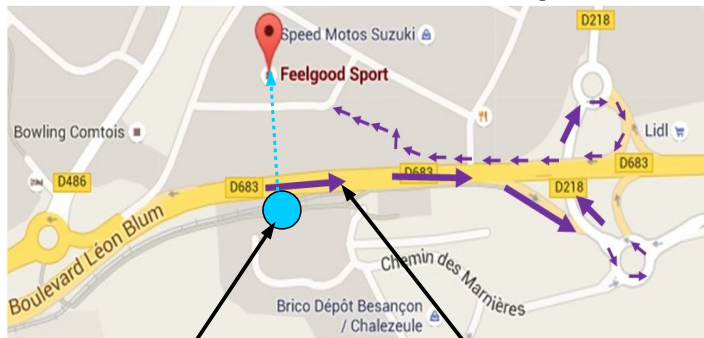 D218
Speed Motos Suzuki
Feelgood Sport
Bowling Comtois
Lidl
D683
D683
D486
D683
D218
Boulevard Léon Blum
Chemin des Marnières
Brico Dépôt Besançon
/ Chalezeule